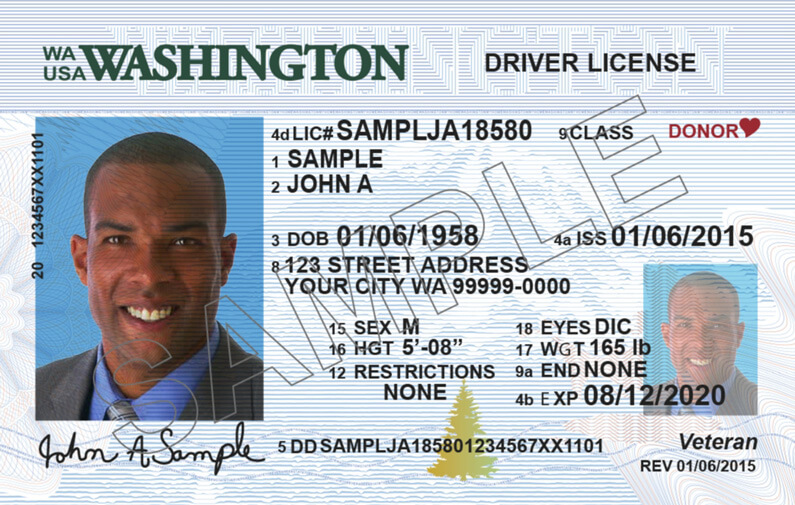 WA USA WASHINGTON
DRIVER LICENSE
20 1234567XX1101
4d LIC# SAMPLJA18580 9 CLASS DONOR
1 SAMPLE
2 JOHN A
3 DOB 01/06/1958 4a ISS 01/06/2015
8 123 STREET ADDRESS
YOUR CITY WA 99999-0000
15 SEX M 18 EYES DIC
16 HGT 5'-08" 17 WGT 165 lb
12 RESTRICTIONS 9a END NONE
NONE 4b EXP 08/12/2020
SAMPLE
John A Sample
5 DD SAMPLJA185801234567XX1101
Veteran
REV 01/06/2015